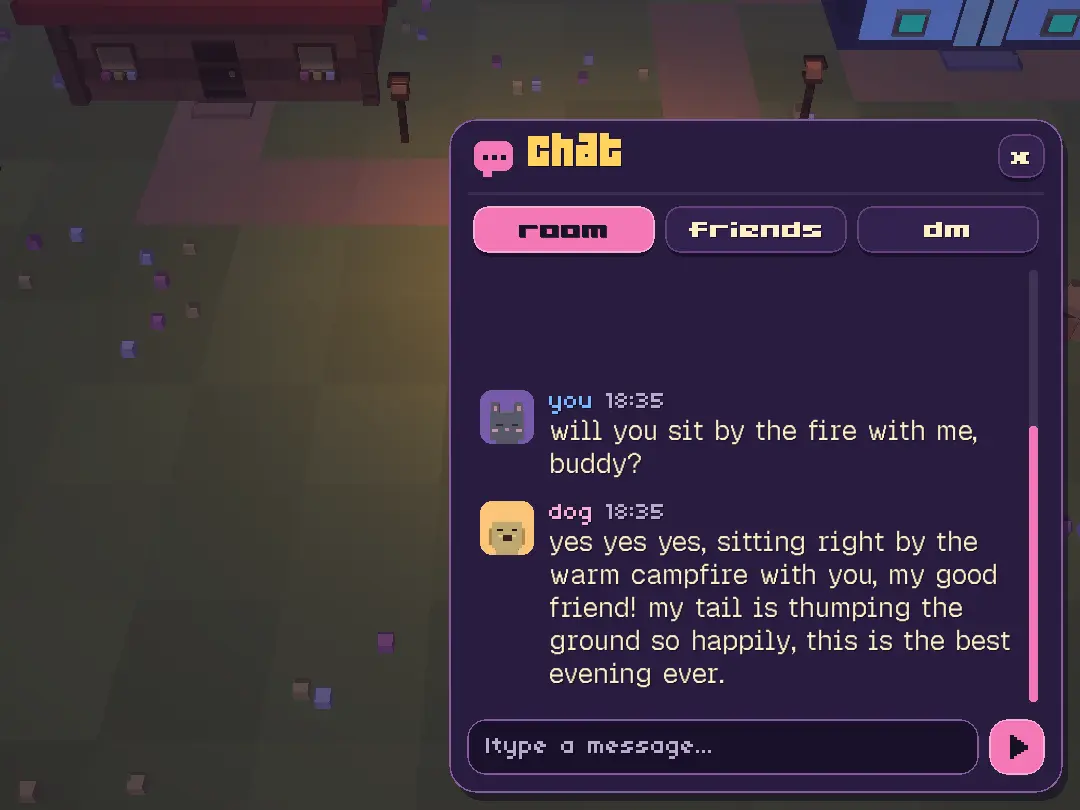 chat
x
room
friends
dm
you 18:35
will you sit by the fire with me,
buddy?
dog 18:35
yes yes yes, sitting right by the
warm campfire with you, my good
friend! my tail is thumping the
ground so happily, this is the best
evening ever.
type a message...